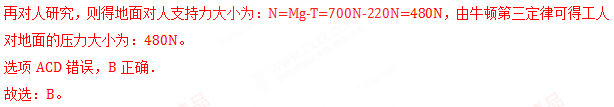 再对人研究，则得地面对人支持力大小为：N=Mg-T=700N-220N=480N，由牛顿第三定律可得工人
对地面的压力大小为：480N。
选项 ACD 错误，B 正确．
故选：B。